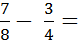 7/8 − 3/4 =